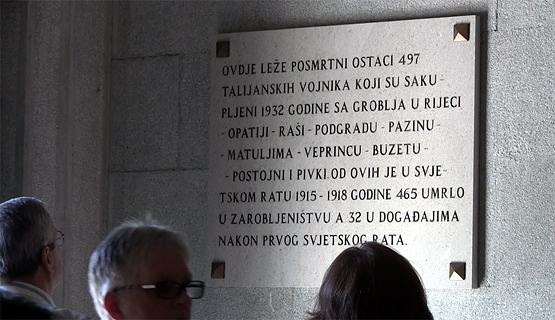 OVDJE LEŽE POSMRTNI OSTACI 497
TALIJANSKIH VOJNIKA KOJI SU SAKU-
PLJENI 1932 GODINE SA GROBLJA U RIJECI
- OPATIJI - RAŠI - PODGRADU - PAZINU -
- MATULJIMA - VEPRINCU - BUZETU -
- POSTOJNI I PIVKI OD OVIH JE U SVJE-
TSKOM RATU 1915 - 1918 GODINE 465 UMRLO
U ZAROBLJENIŠTVU A 32 U DOGAĐAJIMA
NAKON PRVOG SVJETSKOG RATA.